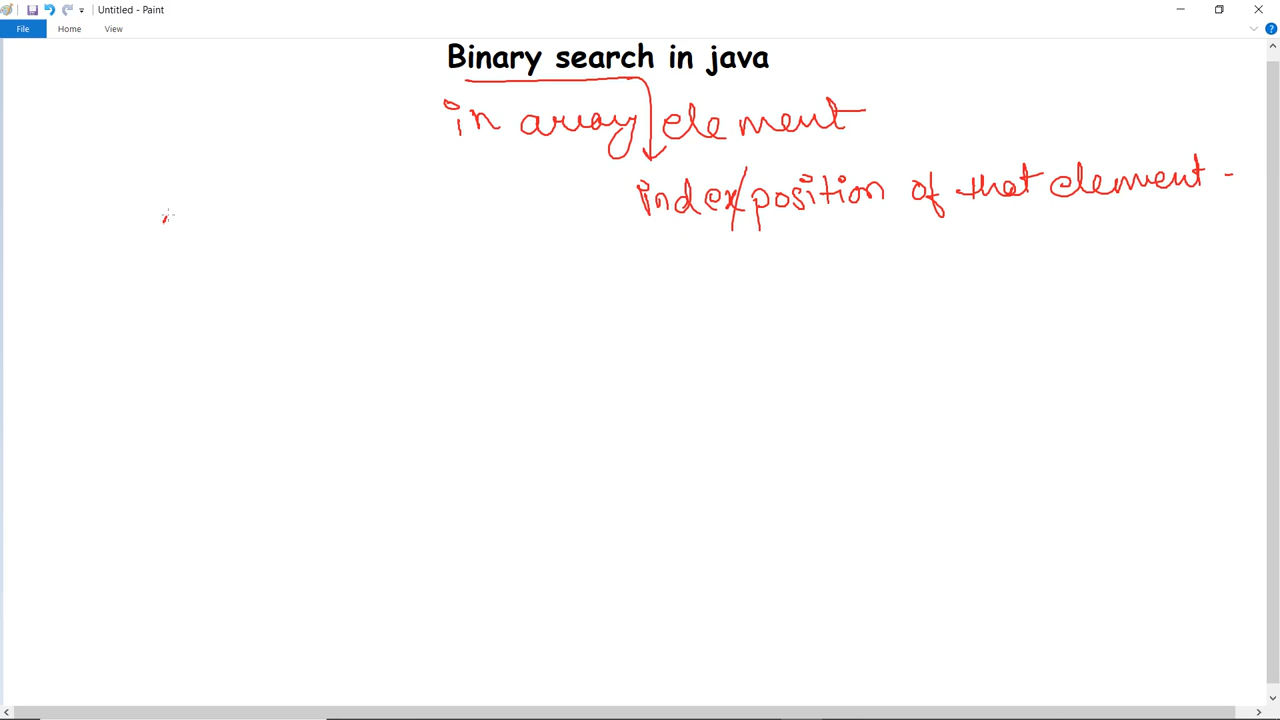 Untitled - Paint
File Home View
Binary search in java
in array element
index/position of that element -